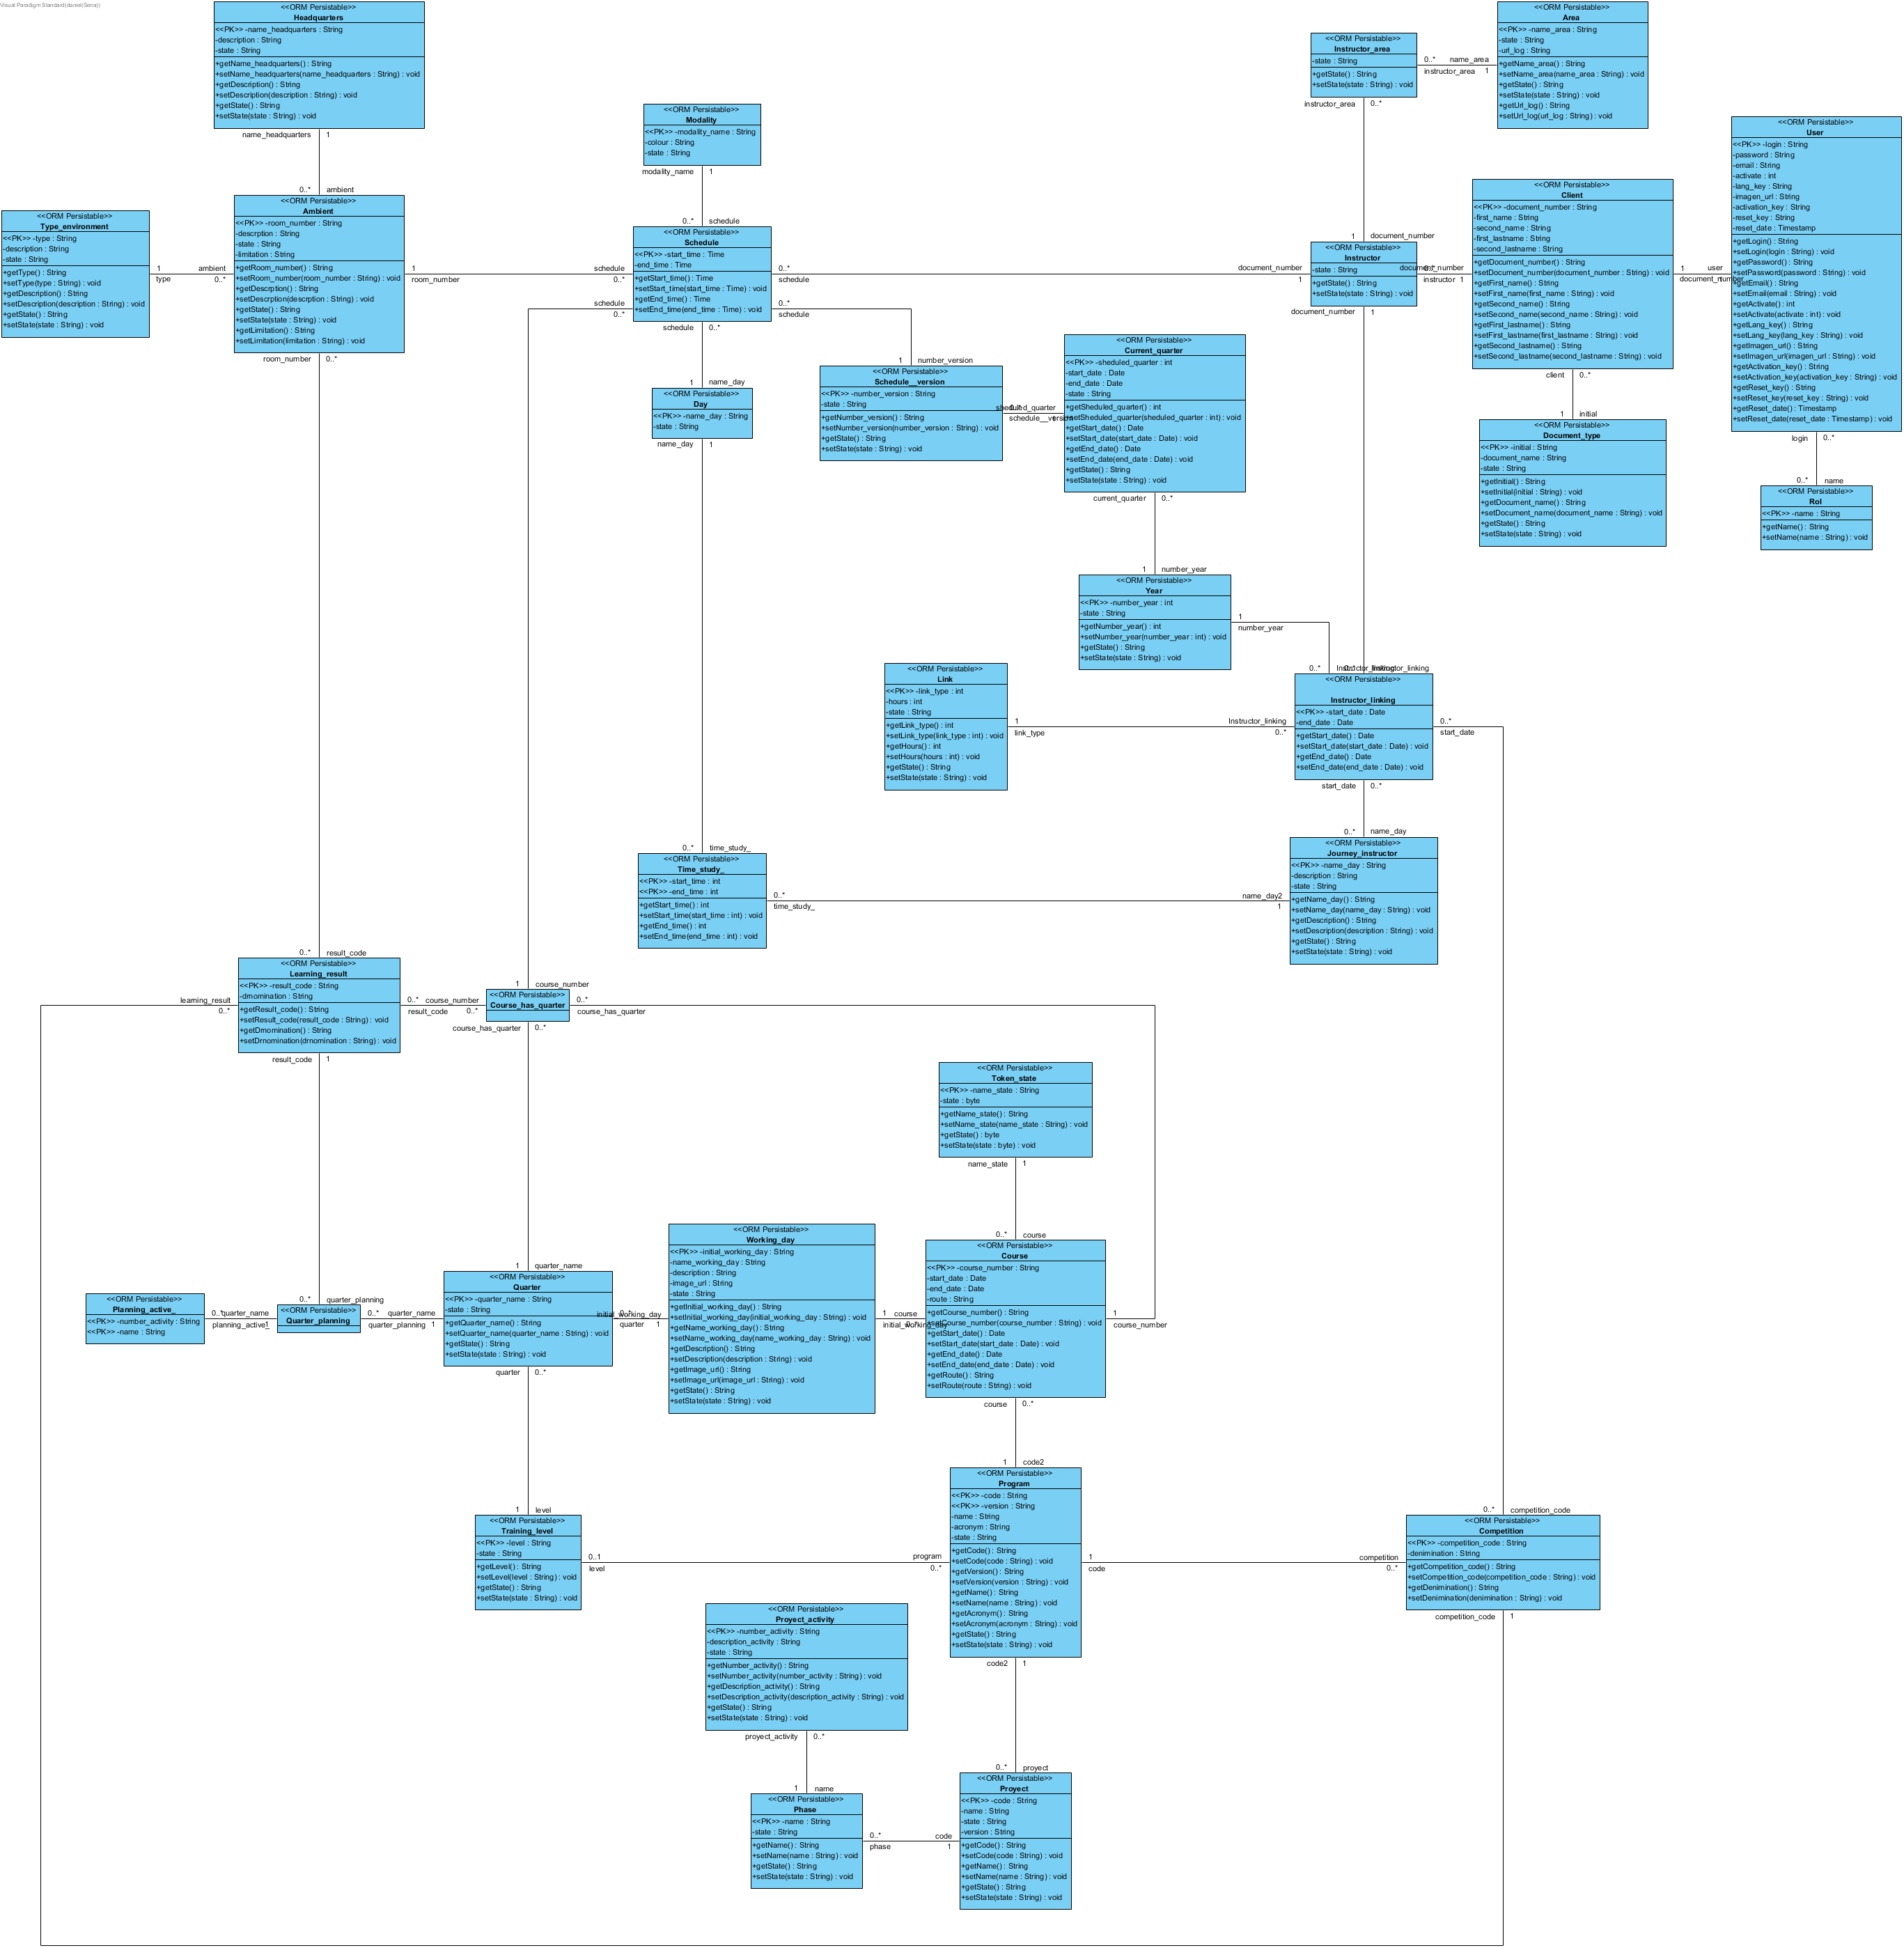 Visual Paradigm Standard(daniel(Sena))
<<ORM Persistable>>
Headquarters
<<PK>> -name_headquarters : String
-description : String
-state : String
+getName_headquarters() : String
+setName_headquarters(name_headquarters : String) : void
+getDescription() : String
+setDescription(description : String) : void
+getState() : String
+setState(state : String) : void
name_headquarters 1
0..* ambient
<<ORM Persistable>>
Area
<<PK>> -name_area : String
-state : String
-url_log : String
+getName_area() : String
+setName_area(name_area : String) : void
+getState() : String
+setState(state : String) : void
+getUrl_log() : String
+setUrl_log(url_log : String) : void
<<ORM Persistable>>
Instructor_area
-state : String
+getState() : String
+setState(state : String) : void
0..* name_area
instructor_area 1
instructor_area 0..*
1 document_number
<<ORM Persistable>>
Modality
<<PK>> -modality_name : String
-colour : String
-state : String
modality_name 1
0..* schedule
<<ORM Persistable>>
User
<<PK>> -login : String
-password : String
-email : String
-activate : int
-lang_key : String
-imagen_url : String
-activation_key : String
-reset_key : String
-reset_date : Timestamp
+getLogin() : String
+setLogin(login : String) : void
+getPassword() : String
+setPassword(password : String) : void
+getEmail() : String
+setEmail(email : String) : void
+getActivate() : int
+setActivate(activate : int) : void
+getLang_key() : String
+setLang_key(lang_key : String) : void
+getImagen_url() : String
+setImagen_url(imagen_url : String) : void
+getActivation_key() : String
+setActivation_key(activation_key : String) : void
+getReset_key() : String
+setReset_key(reset_key : String) : void
+getReset_date() : Timestamp
+setReset_date(reset_date : Timestamp) : void
login 0..*
0..* name
<<ORM Persistable>>
Rol
<<PK>> -name : String
+getName() : String
+setName(name : String) : void
<<ORM Persistable>>
Client
<<PK>> -document_number : String
-first_name : String
-second_name : String
-first_lastname : String
-second_lastname : String
+getDocument_number() : String
+setDocument_number(document_number : String) : void
+getFirst_name() : String
+setFirst_name(first_name : String) : void
+getSecond_name() : String
+setSecond_name(second_name : String) : void
+getFirst_lastname() : String
+setFirst_lastname(first_lastname : String) : void
+getSecond_lastname() : String
+setSecond_lastname(second_lastname : String) : void
1 user
document_number
client 0..*
1 initial
<<ORM Persistable>>
Document_type
<<PK>> -initial : String
-document_name : String
-state : String
+getInitial() : String
+setInitial(initial : String) : void
+getDocument_name() : String
+setDocument_name(document_name : String) : void
+getState() : String
+setState(state : String) : void
<<ORM Persistable>>
Type_environment
<<PK>> -type : String
-description : String
-state : String
+getType() : String
+setType(type : String) : void
+getDescription() : String
+setDescription(description : String) : void
+getState() : String
+setState(state : String) : void
1 ambient
type 0..*
<<ORM Persistable>>
Ambient
<<PK>> -room_number : String
-descrption : String
-state : String
-limitation : String
+getRoom_number() : String
+setRoom_number(room_number : String) : void
+getDescrption() : String
+setDescrption(descrption : String) : void
+getState() : String
+setState(state : String) : void
+getLimitation() : String
+setLimitation(limitation : String) : void
room_number 0..*
1 schedule
room_number 0..*
<<ORM Persistable>>
Schedule
<<PK>> -start_time : Time
-end_time : Time
+getStart_time() : Time
+setStart_time(start_time : Time) : void
+getEnd_time() : Time
+setEnd_time(end_time : Time) : void
0..* document_number
schedule 1
schedule
0..*
0..*
schedule
1 number_version
schedule 0..*
1 name_day
<<ORM Persistable>>
Instructor
-state : String
+getState() : String
+setState(state : String) : void
document_number
instructor 1
document_number 1
<<ORM Persistable>>
Day
<<PK>> -name_day : String
-state : String
name_day 1
<<ORM Persistable>>
Schedule__version
<<PK>> -number_version : String
-state : String
+getNumber_version() : String
+setNumber_version(number_version : String) : void
+getState() : String
+setState(state : String) : void
<<ORM Persistable>>
Current_quarter
<<PK>> -sheduled_quarter : int
-start_date : Date
-end_date : Date
-state : String
+getSheduled_quarter() : int
+setSheduled_quarter(sheduled_quarter : int) : void
+getStart_date() : Date
+setStart_date(start_date : Date) : void
+getEnd_date() : Date
+setEnd_date(end_date : Date) : void
+getState() : String
+setState(state : String) : void
current_quarter 0..*
1 number_year
<<ORM Persistable>>
Year
<<PK>> -number_year : int
-state : String
+getNumber_year() : int
+setNumber_year(number_year : int) : void
+getState() : String
+setState(state : String) : void
1
number_year
<<ORM Persistable>>
Link
<<PK>> -link_type : int
-hours : int
-state : String
+getLink_type() : int
+setLink_type(link_type : int) : void
+getHours() : int
+setHours(hours : int) : void
+getState() : String
+setState(state : String) : void
1 Instructor_linking
link_type 0..*
0..*
<<ORM Persistable>>
Instructor_linking
<<PK>> -start_date : Date
-end_date : Date
+getStart_date() : Date
+setStart_date(start_date : Date) : void
+getEnd_date() : Date
+setEnd_date(end_date : Date) : void
0..*
start_date
start_date 0..*
0..* name_day
<<ORM Persistable>>
Journey_instructor
<<PK>> -name_day : String
-description : String
-state : String
+getName_day() : String
+setName_day(name_day : String) : void
+getDescription() : String
+setDescription(description : String) : void
+getState() : String
+setState(state : String) : void
0..* time_study_
<<ORM Persistable>>
Time_study_
<<PK>> -start_time : int
<<PK>> -end_time : int
+getStart_time() : int
+setStart_time(start_time : int) : void
+getEnd_time() : int
+setEnd_time(end_time : int) : void
0..* name_day2
time_study_ 1
0..* result_code
<<ORM Persistable>>
Learning_result
<<PK>> -result_code : String
-dmomination : String
+getResult_code() : String
+setResult_code(result_code : String) : void
+getDmomination() : String
+setDrnomination(drnomination : String) : void
learning_result
0..*
result_code 1
0..* course_number
result_code 0..*
1 course_number
<<ORM Persistable>>
Course_has_quarter
0..*
course_has_quarter
course_has_quarter 0..*
<<ORM Persistable>>
Token_state
<<PK>> -name_state : String
-state : byte
+getName_state() : String
+setName_state(name_state : String) : void
+getState() : byte
+setState(state : byte) : void
name_state 1
0..* course
<<ORM Persistable>>
Planning_active_
<<PK>> -number_activity : String
<<PK>> -name : String
quarter_name
planning_active_
0..* quarter_planning
<<ORM Persistable>>
Quarter_planning
0..* quarter_name
quarter_planning 1
1 quarter_name
<<ORM Persistable>>
Quarter
<<PK>> -quarter_name : String
-state : String
+getQuarter_name() : String
+setQuarter_name(quarter_name : String) : void
+getState() : String
+setState(state : String) : void
initial_working_day
quarter 1
quarter 0..*
1 level
<<ORM Persistable>>
Working_day
<<PK>> -initial_working_day : String
-name_working_day : String
-description : String
-image_url : String
-state : String
+getInitial_working_day() : String
+setInitial_working_day(initial_working_day : String) : void
+getName_working_day() : String
+setName_working_day(name_working_day : String) : void
+getDescription() : String
+setDescription(description : String) : void
+getImage_url() : String
+setImage_url(image_url : String) : void
+getState() : String
+setState(state : String) : void
1 course
initial_working_day
<<ORM Persistable>>
Course
<<PK>> -course_number : String
-start_date : Date
-end_date : Date
-route : String
+getCourse_number() : String
+setCourse_number(course_number : String) : void
+getStart_date() : Date
+setStart_date(start_date : Date) : void
+getEnd_date() : Date
+setEnd_date(end_date : Date) : void
+getRoute() : String
+setRoute(route : String) : void
1
course_number
course 0..*
1 code2
<<ORM Persistable>>
Training_level
<<PK>> -level : String
-state : String
+getLevel() : String
+setLevel(level : String) : void
+getState() : String
+setState(state : String) : void
0..1 program
level 0..*
<<ORM Persistable>>
Program
<<PK>> -code : String
<<PK>> -version : String
-name : String
-acronym : String
-state : String
+getCode() : String
+setCode(code : String) : void
+getVersion() : String
+setVersion(version : String) : void
+getName() : String
+setName(name : String) : void
+getAcronym() : String
+setAcronym(acronym : String) : void
+getState() : String
+setState(state : String) : void
1 competition
code 0..*
code2 1
0..* proyect
0..* competition_code
<<ORM Persistable>>
Competition
<<PK>> -competition_code : String
-denimination : String
+getCompetition_code() : String
+setCompetition_code(competition_code : String) : void
+getDenimination() : String
+setDenimination(denimination : String) : void
competition_code 1
<<ORM Persistable>>
Proyect_activity
<<PK>> -number_activity : String
-description_activity : String
-state : String
+getNumber_activity() : String
+setNumber_activity(number_activity : String) : void
+getDescription_activity() : String
+setDescription_activity(description_activity : String) : void
+getState() : String
+setState(state : String) : void
proyect_activity 0..*
1 name
<<ORM Persistable>>
Phase
<<PK>> -name : String
-state : String
+getName() : String
+setName(name : String) : void
+getState() : String
+setState(state : String) : void
0..* code
phase 1
<<ORM Persistable>>
Proyect
<<PK>> -code : String
-name : String
-state : String
-version : String
+getCode() : String
+setCode(code : String) : void
+getName() : String
+setName(name : String) : void
+getState() : String
+setState(state : String) : void